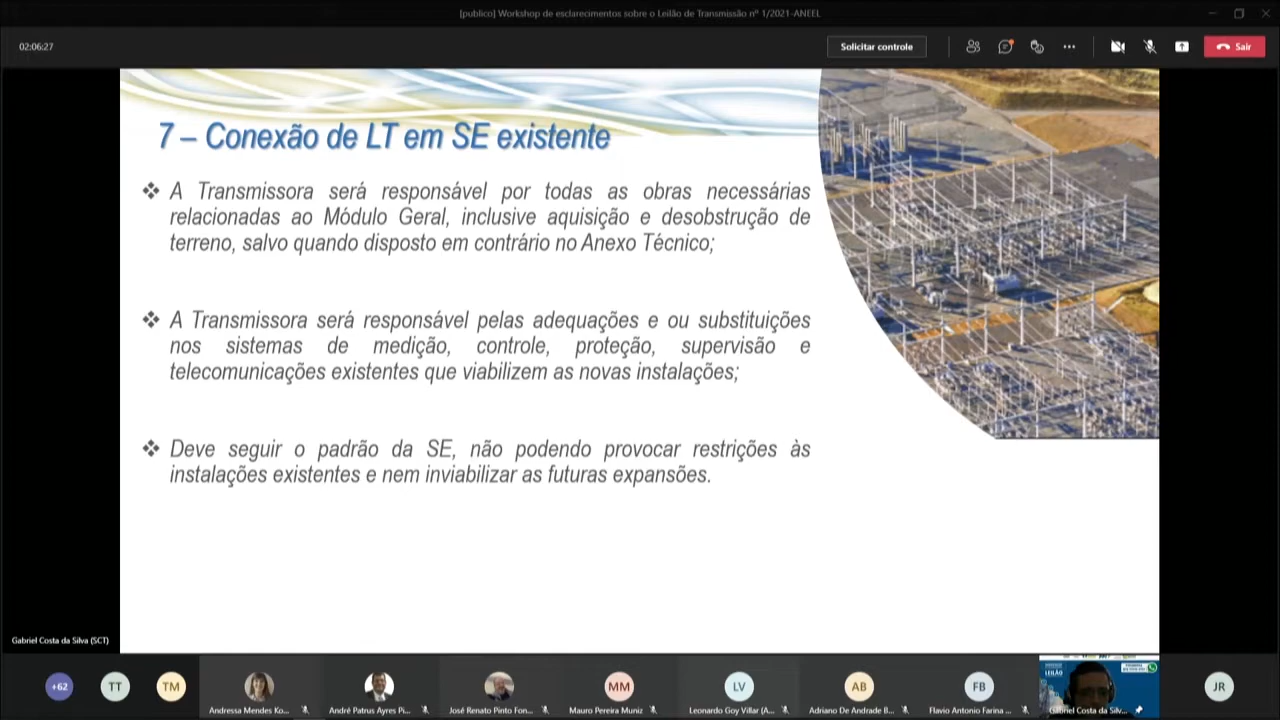 [publico] Workshop de esclarecimentos sobre o Leilão de Transmissão nº 1/2021-ANEEL
02:06:27
Solicitar controle
Sair
7 – Conexão de LT em SE existente
❖ A Transmissora será responsável por todas as obras necessárias
relacionadas ao Módulo Geral, inclusive aquisição e desobstrução de
terreno, salvo quando disposto em contrário no Anexo Técnico;
❖ A Transmissora será responsável pelas adequações e ou substituições
nos sistemas de medição, controle, proteção, supervisão e
telecomunicações existentes que viabilizem as novas instalações;
❖ Deve seguir o padrão da SE, não podendo provocar restrições às
instalações existentes e nem inviabilizar as futuras expansões.
Gabriel Costa da Silva (SCT)
+62
TT
TM
MM
LV
AB
FB
LEILÃO
JR
Andressa Mendes Ko...
André Patrus Ayres Pi...
José Renato Pinto Fon...
Mauro Pereira Muniz
Leonardo Goy Villar (A...
Adriano De Andrade B...
Flavio Antonio Farina ...
Gabriel Costa da Silv...